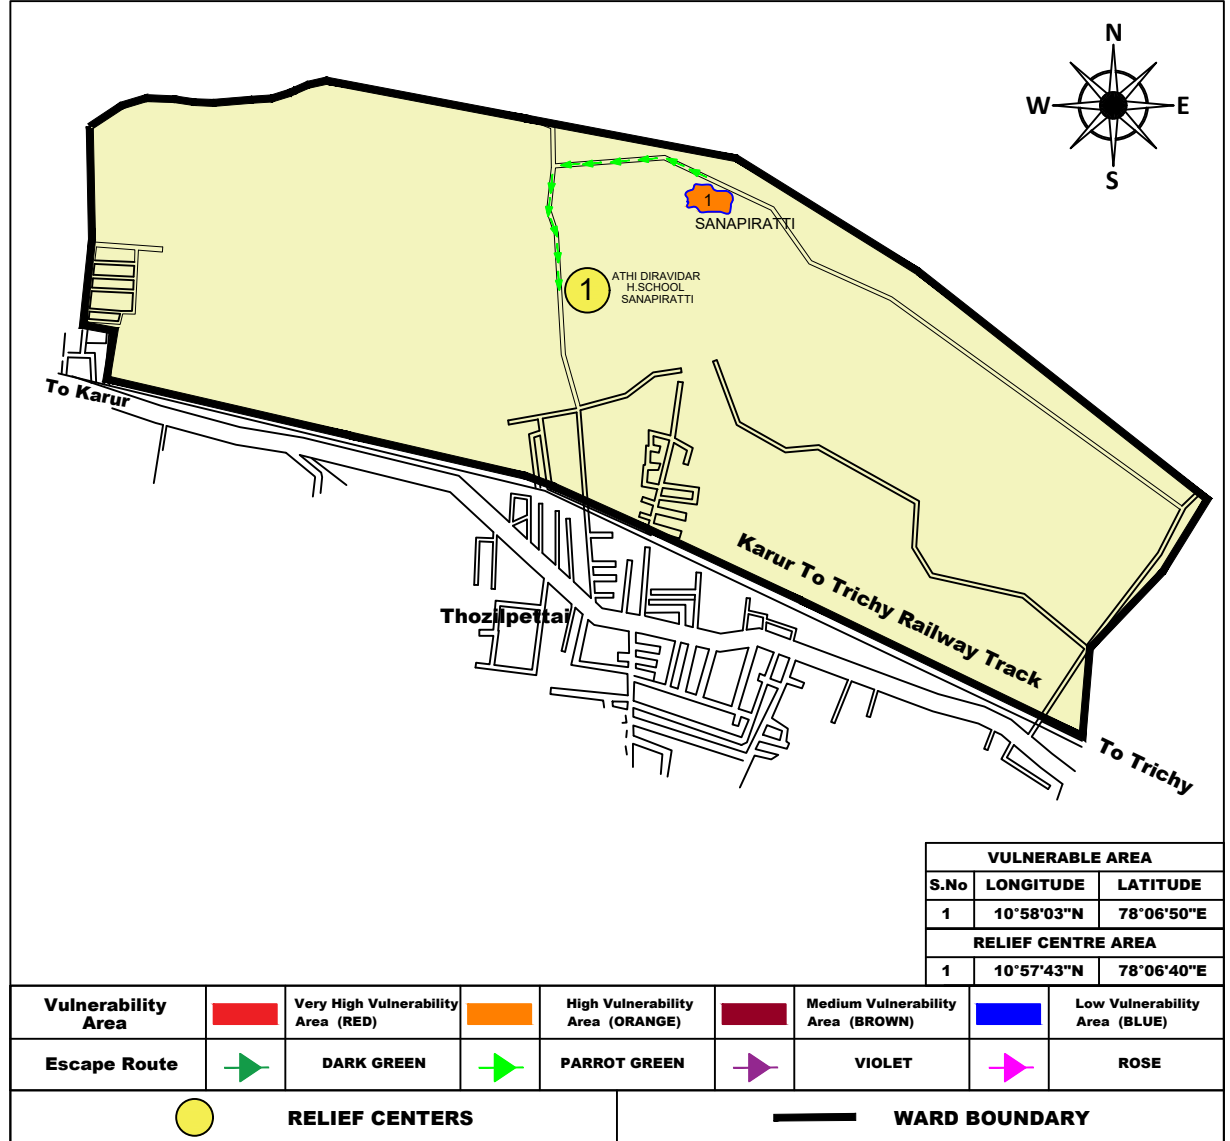 N
W E
S
1
SANAPIRATTI
1
ATHI DIRAVIDAR
H.SCHOOL
SANAPIRATTI
To Karur
Karur To Trichy Railway Track
Thozilpettai
To Trichy
VULNERABLE AREA
S.No LONGITUDE LATITUDE
1 10°58'03"N 78°06'50"E
RELIEF CENTRE AREA
1 10°57'43"N 78°06'40"E
Vulnerability
Area
Very High Vulnerability
Area (RED)
High Vulnerability
Area (ORANGE)
Medium Vulnerability
Area (BROWN)
Low Vulnerability
Area (BLUE)
Escape Route DARK GREEN PARROT GREEN VIOLET ROSE
RELIEF CENTERS WARD BOUNDARY